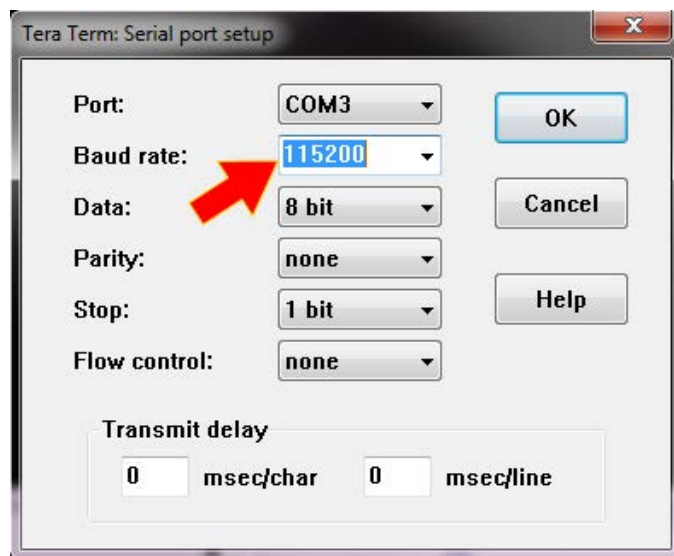 Tera Term: Serial port setup
Port: COM3 OK
Baud rate: 115200
Data: 8 bit Cancel
Parity: none
Stop: 1 bit Help
Flow control: none
Transmit delay
0 msec/char 0 msec/line